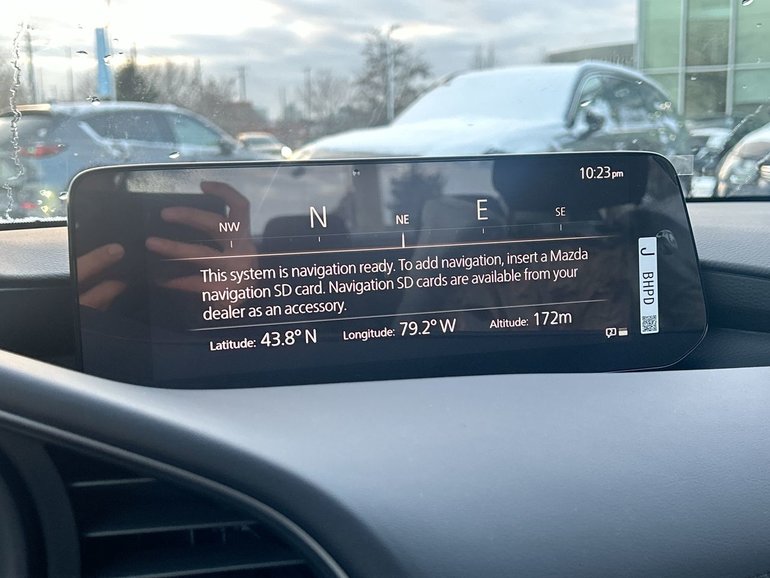 10:23pm
NW N NE E SE
This system is navigation ready. To add navigation, insert a Mazda
navigation SD card. Navigation SD cards are available from your
dealer as an accessory.
Latitude: 43.8° N Longitude: 79.2° W Altitude: 172m
J BHPD